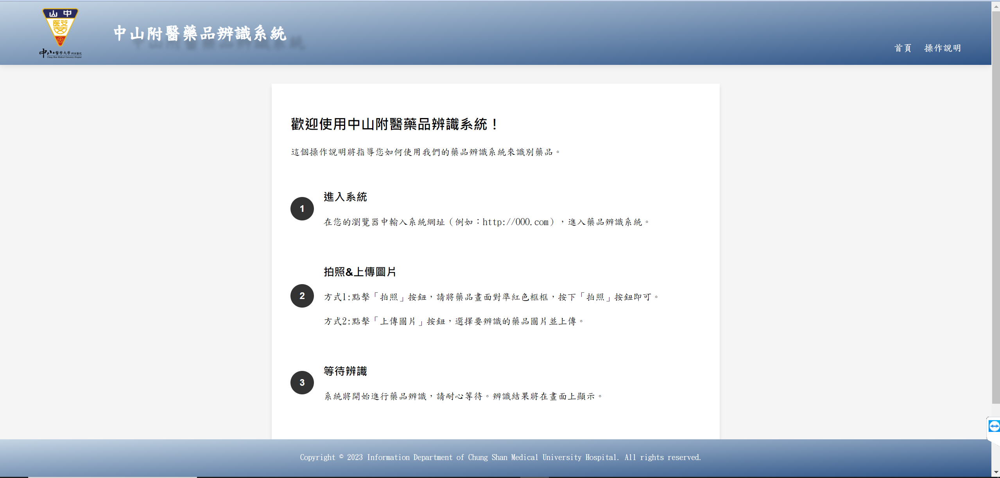 山中
醫
中山醫學大學附設醫院
Chung Shan Medical University Hospital
中山附醫藥品辨識系統
首頁 操作說明
歡迎使用中山附醫藥品辨識系統！
這個操作說明將指導您如何使用我們的藥品辨識系統來識別藥品。
1
進入系統
在您的瀏覽器中輸入系統網址（例如：http://000.com），進入藥品辨識系統。
2
拍照&上傳圖片
方式1:點擊「拍照」按鈕，請將藥品畫面對準紅色框框，按下「拍照」按鈕即可。
方式2:點擊「上傳圖片」按鈕，選擇要辨識的藥品圖片並上傳。
3
等待辨識
系統將開始進行藥品辨識，請耐心等待。辨識結果將在畫面上顯示。
Copyright © 2023 Information Department of Chung Shan Medical University Hospital. All rights reserved.